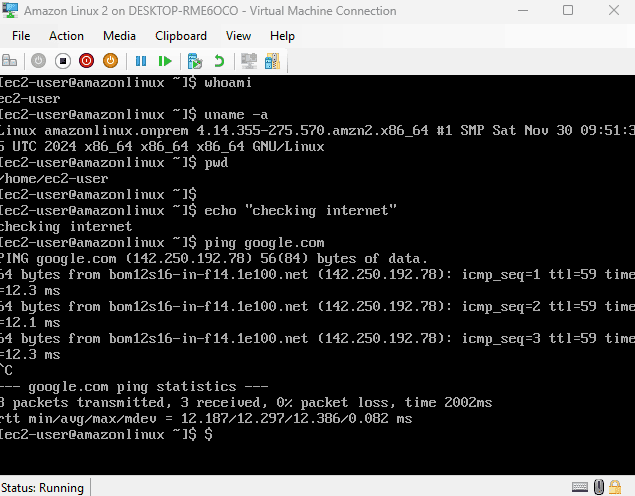 Amazon Linux 2 on DESKTOP-RME6OCO - Virtual Machine Connection
File Action Media Clipboard View Help
[ec2-user@amazonlinux ~]$ whoami
ec2-user
[ec2-user@amazonlinux ~]$ uname -a
Linux amazonlinux.onprem 4.14.355-275.570.amzn2.x86_64 #1 SMP Sat Nov 30 09:51:3
5 UTC 2024 x86_64 x86_64 x86_64 GNU/Linux
[ec2-user@amazonlinux ~]$ pwd
/home/ec2-user
[ec2-user@amazonlinux ~]$
[ec2-user@amazonlinux ~]$ echo "checking internet"
checking internet
[ec2-user@amazonlinux ~]$ ping google.com
PING google.com (142.250.192.78) 56(84) bytes of data.
64 bytes from bom12s16-in-f14.1e100.net (142.250.192.78): icmp_seq=1 ttl=59 time
=12.3 ms
64 bytes from bom12s16-in-f14.1e100.net (142.250.192.78): icmp_seq=2 ttl=59 time
=12.1 ms
64 bytes from bom12s16-in-f14.1e100.net (142.250.192.78): icmp_seq=3 ttl=59 time
=12.3 ms
^C
--- google.com ping statistics ---
3 packets transmitted, 3 received, 0% packet loss, time 2002ms
rtt min/avg/max/mdev = 12.187/12.297/12.386/0.082 ms
[ec2-user@amazonlinux ~]$ $
Status: Running